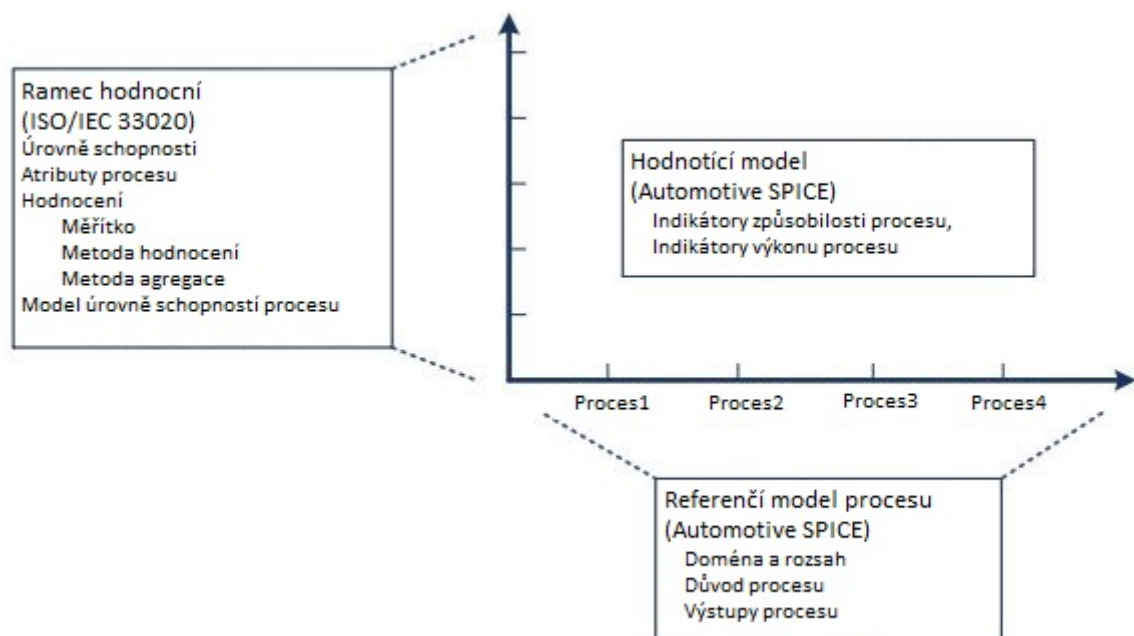 Ramec hodnocní
(ISO/IEC 33020)
Úrovně schopnosti
Atributy procesu
Hodnocení
Měřítko
Metoda hodnocení
Metoda agregace
Model úrovně schopností procesu
Hodnotící model
(Automotive SPICE)
Indikátory způsobilosti procesu,
Indikátory výkonu procesu
Proces1 Proces2 Proces3 Proces4
Referenčí model procesu
(Automotive SPICE)
Doména a rozsah
Důvod procesu
Výstupy procesu